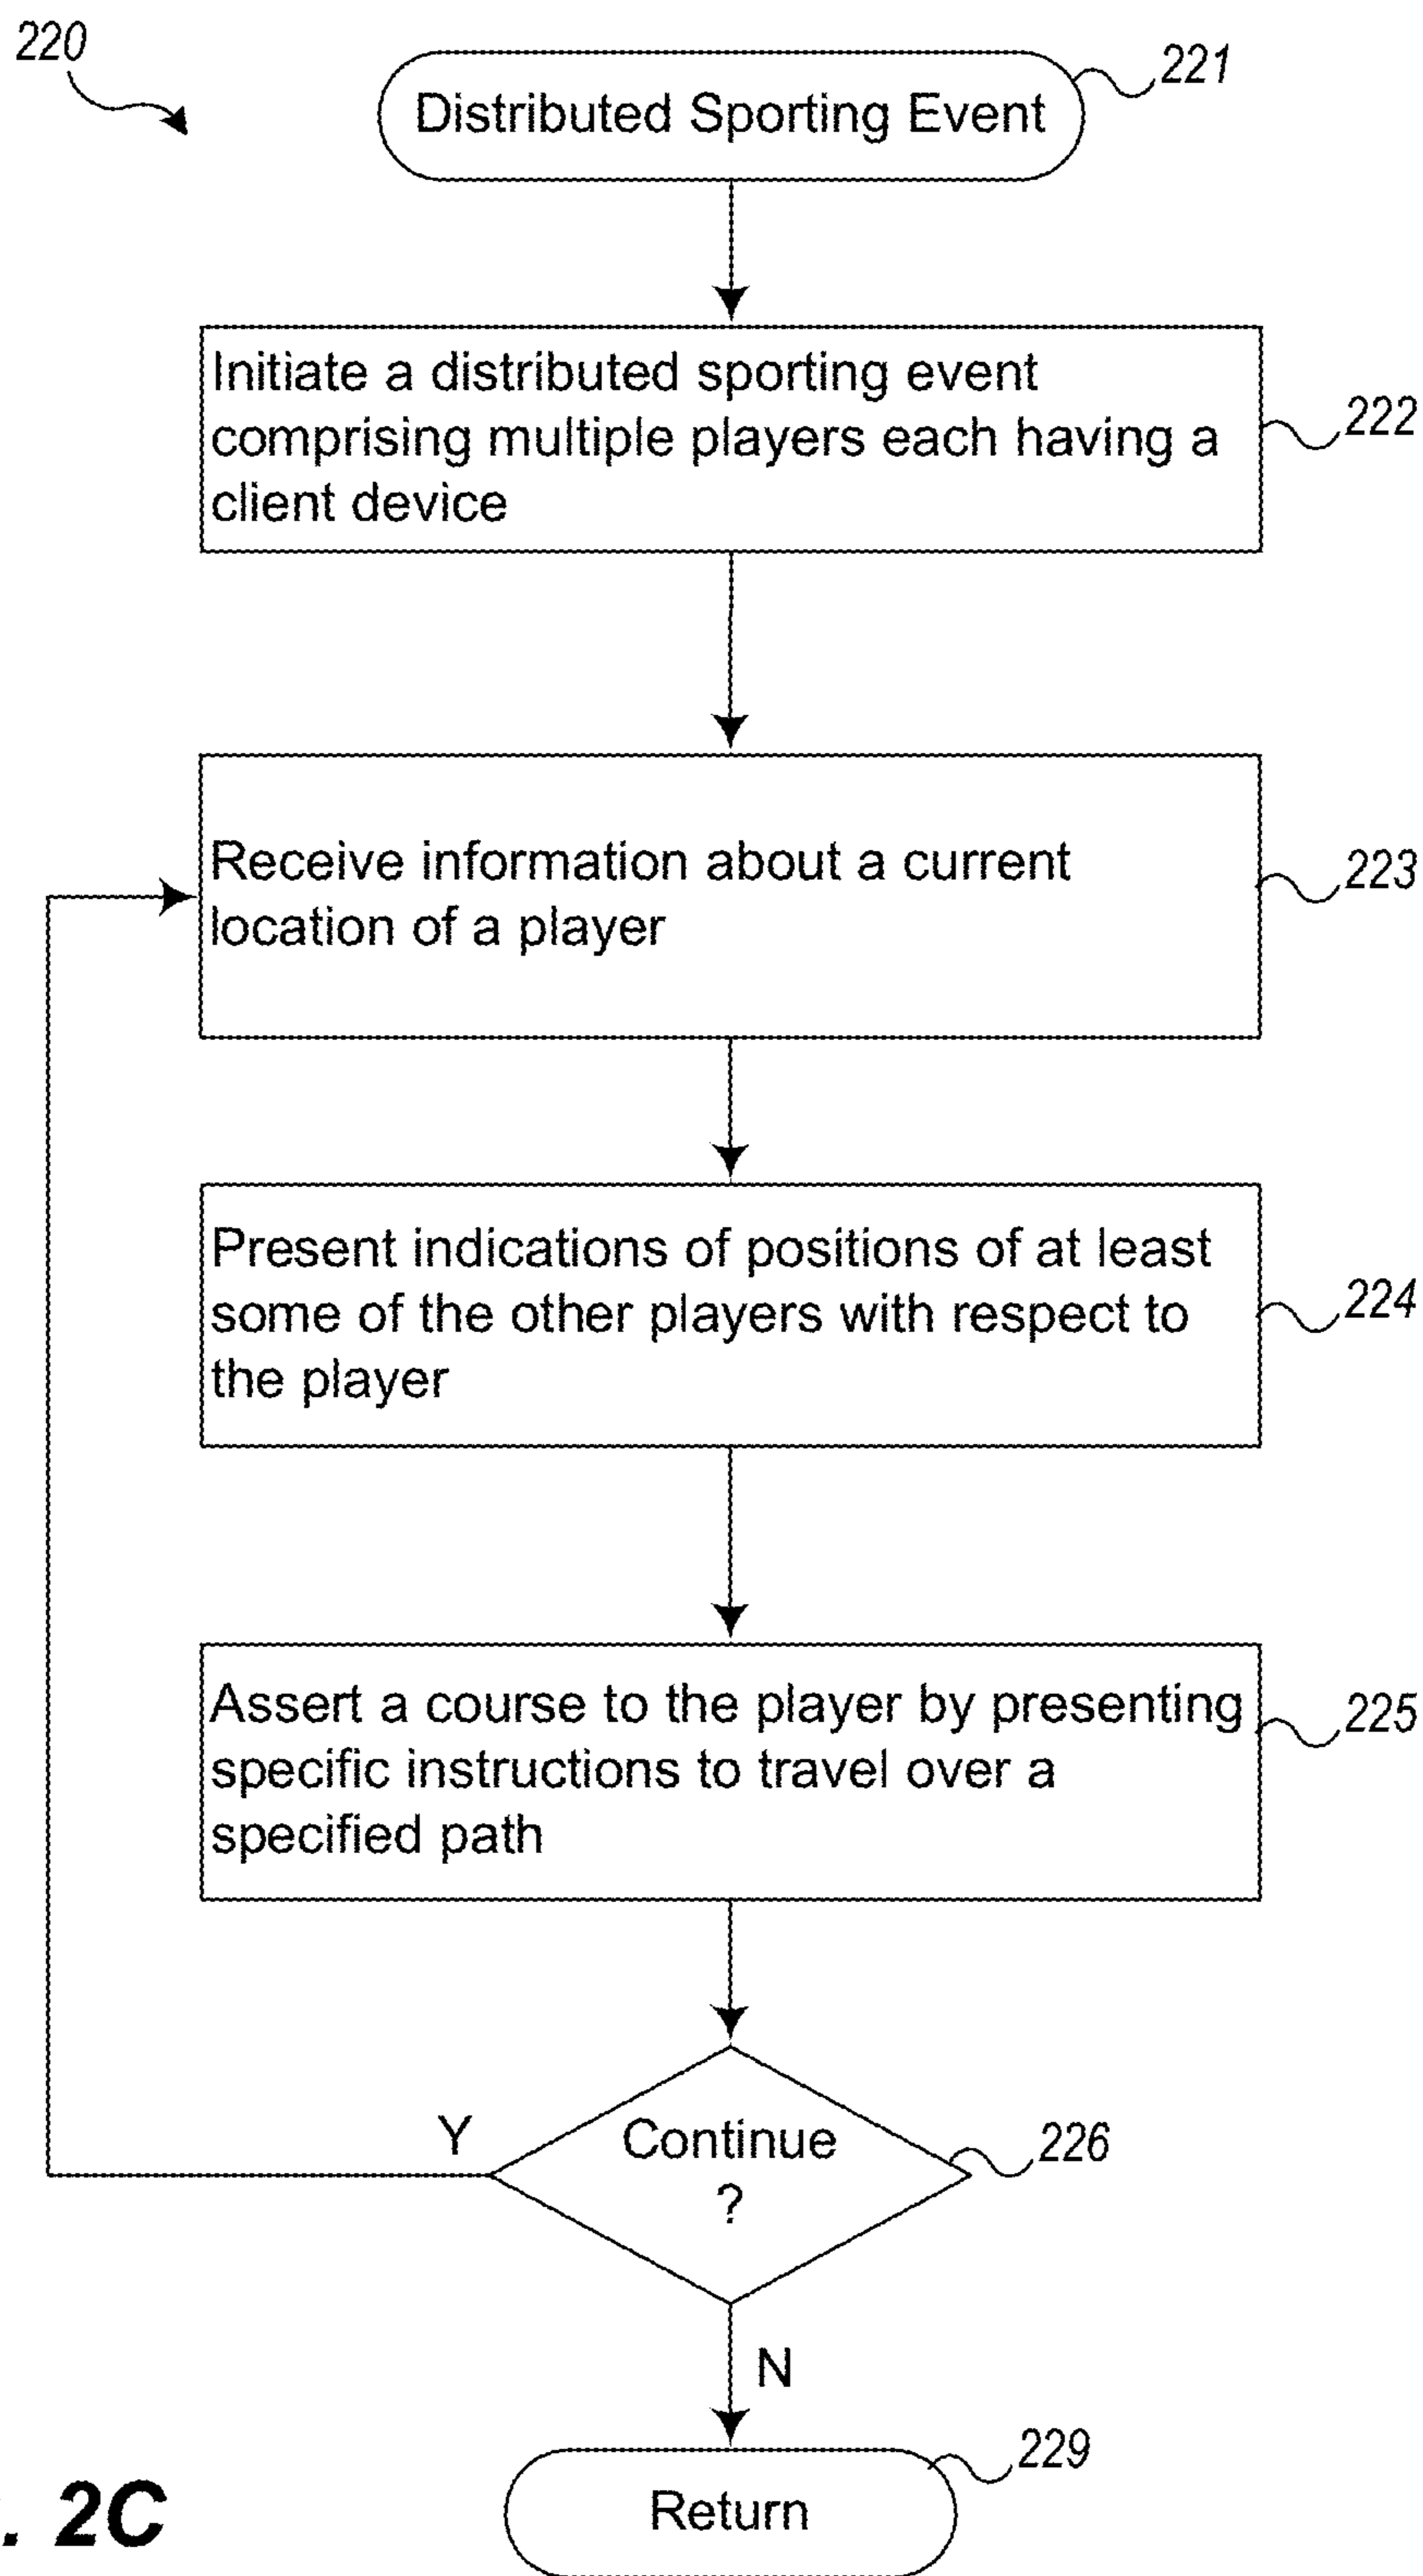 220
Distributed Sporting Event
221
Initiate a distributed sporting event
comprising multiple players each having a
client device
222
Receive information about a current
location of a player
223
Present indications of positions of at least
some of the other players with respect to
the player
224
Assert a course to the player by presenting
specific instructions to travel over a
specified path
225
Continue
?
226
Y
N
Return
229
. 2C